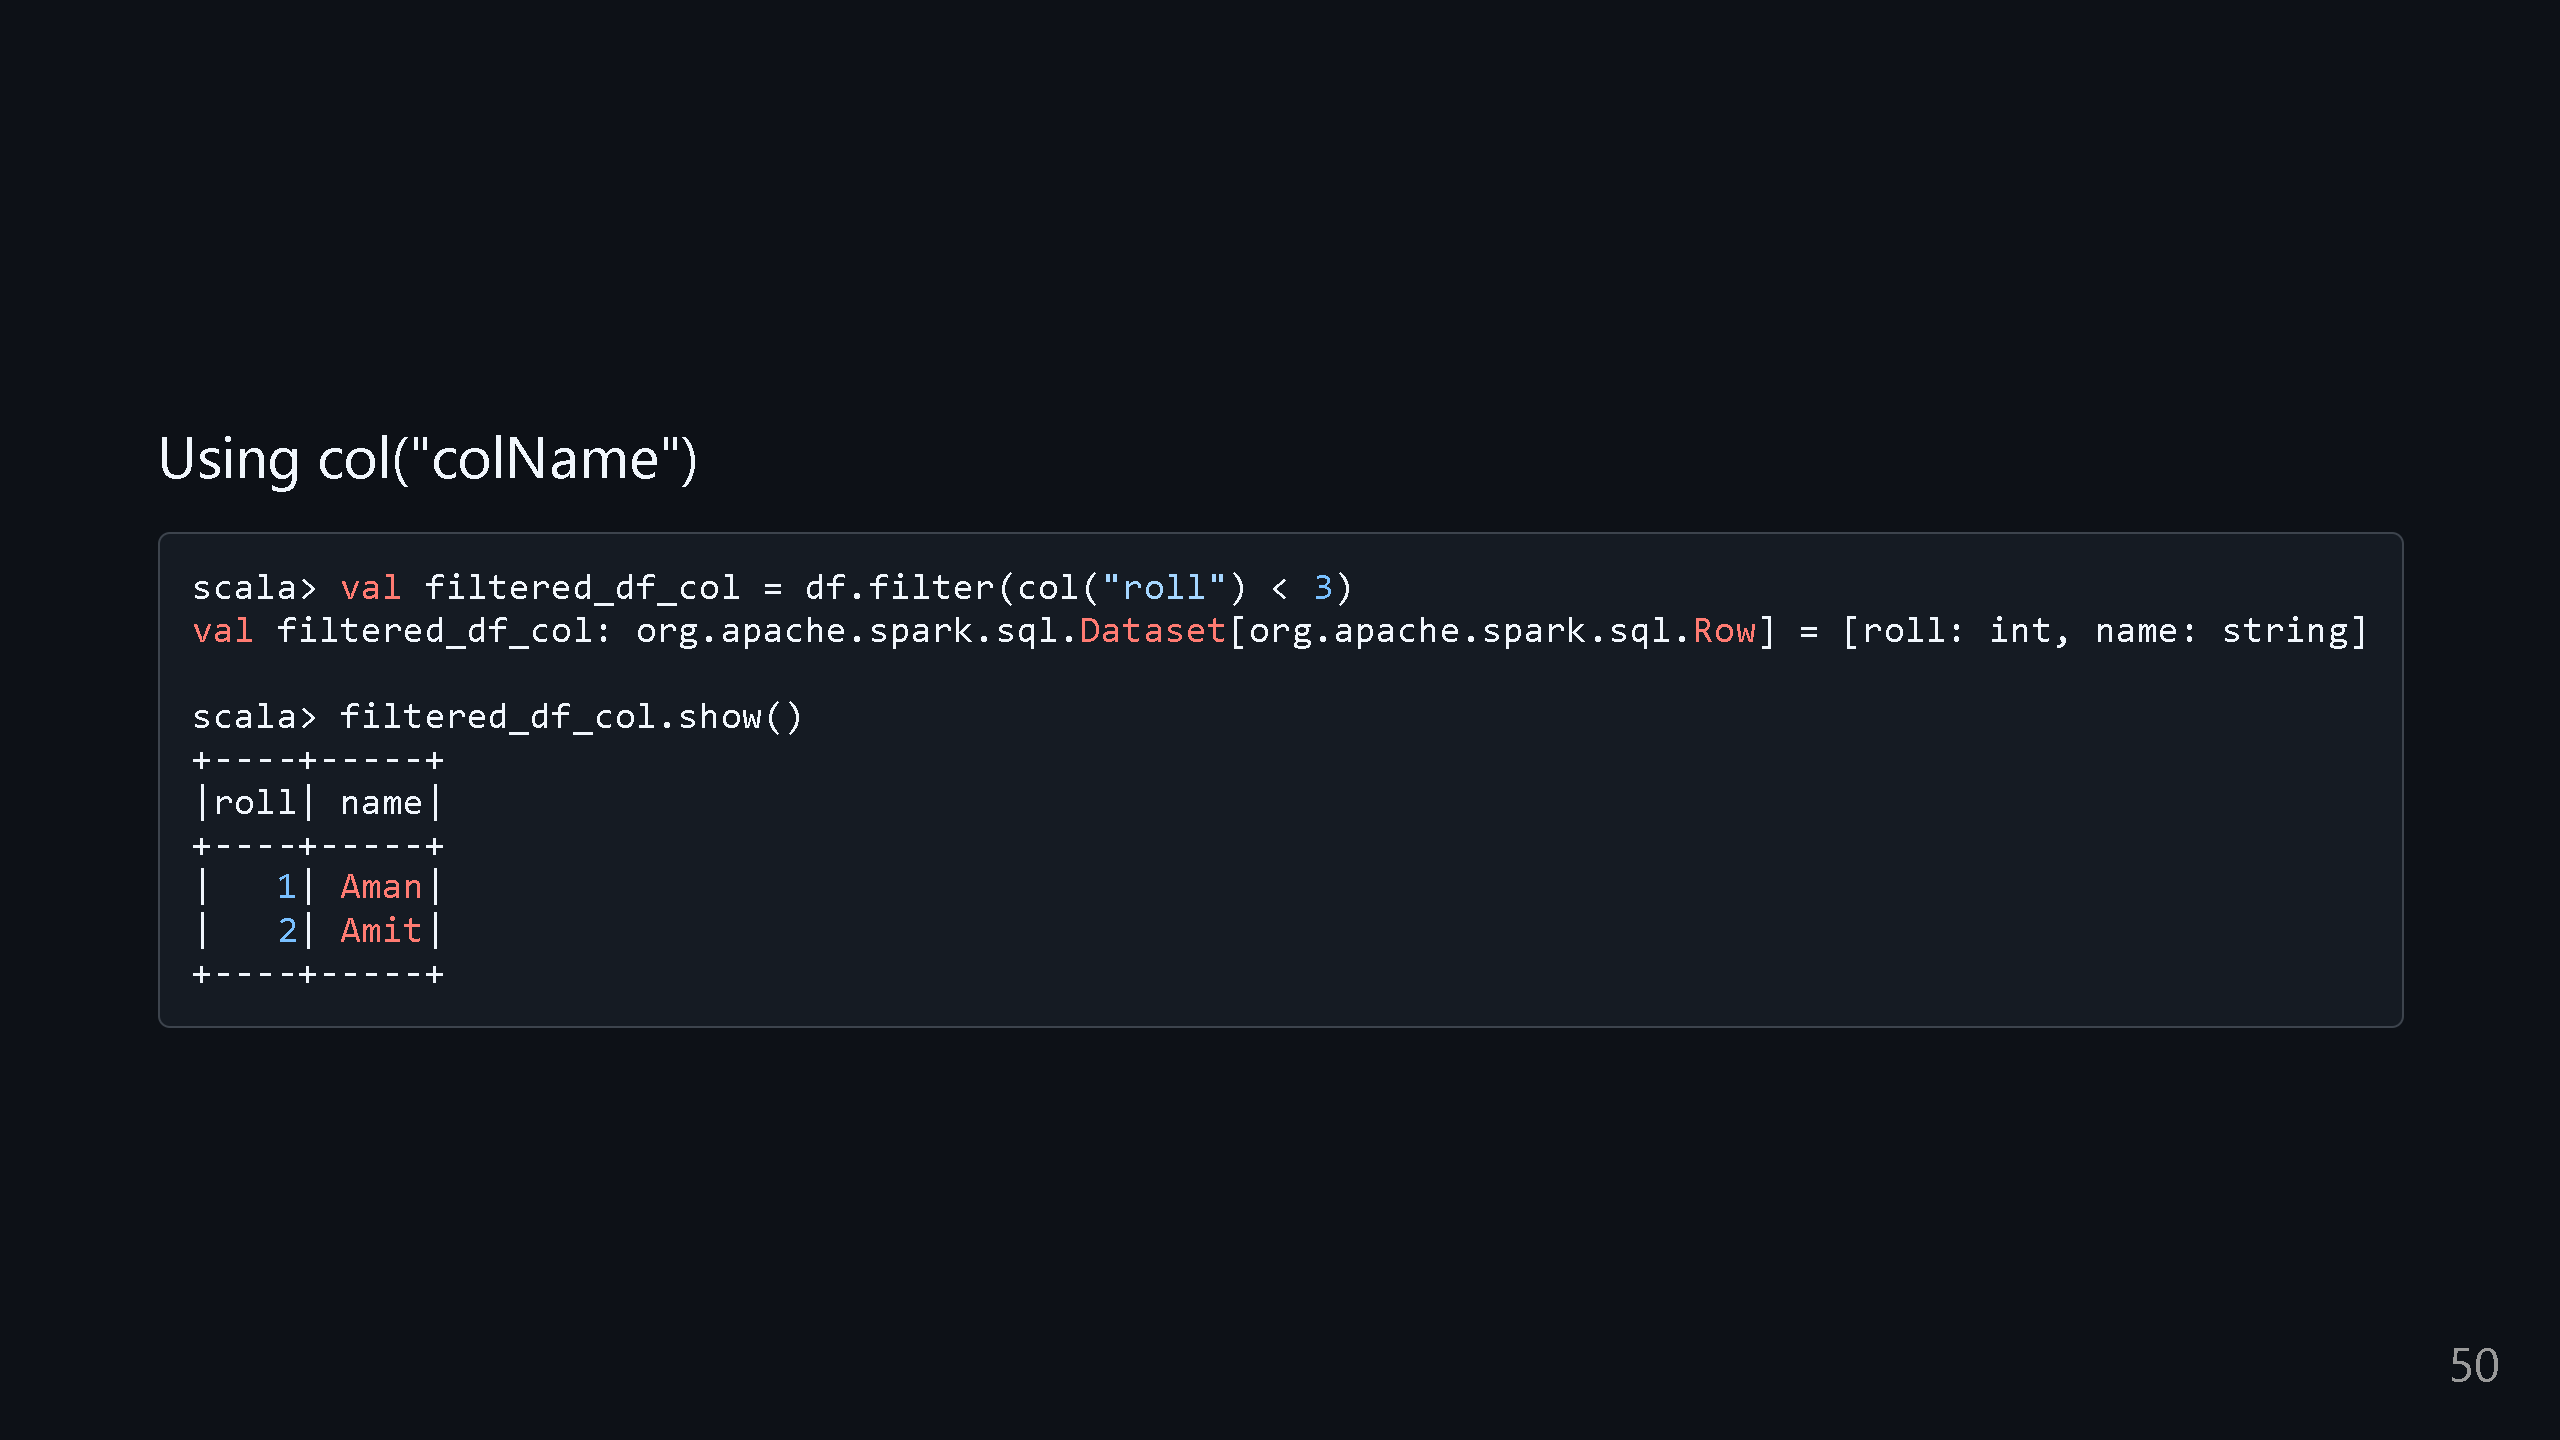 Using col("colName")
scala> val filtered_df_col = df.filter(col("roll") < 3)
val filtered_df_col: org.apache.spark.sql.Dataset[org.apache.spark.sql.Row] = [roll: int, name: string]
scala> filtered_df_col.show()
+----+-----+
|roll| name|
+----+-----+
|   1| Aman|
|   2| Amit|
+----+-----+
50